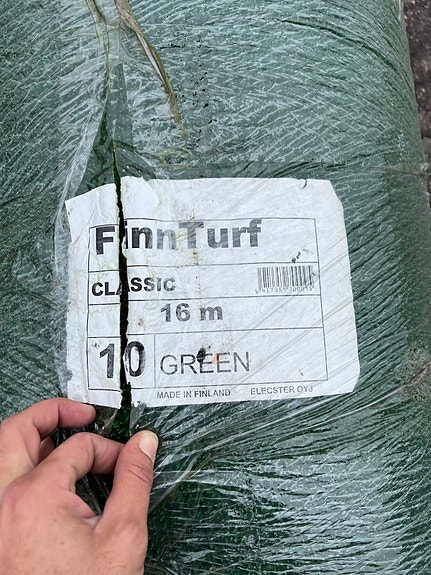 FinnTurf
CLASSIC
16 m
10 GREEN
MADE IN FINLAND ELECSTER OYJ